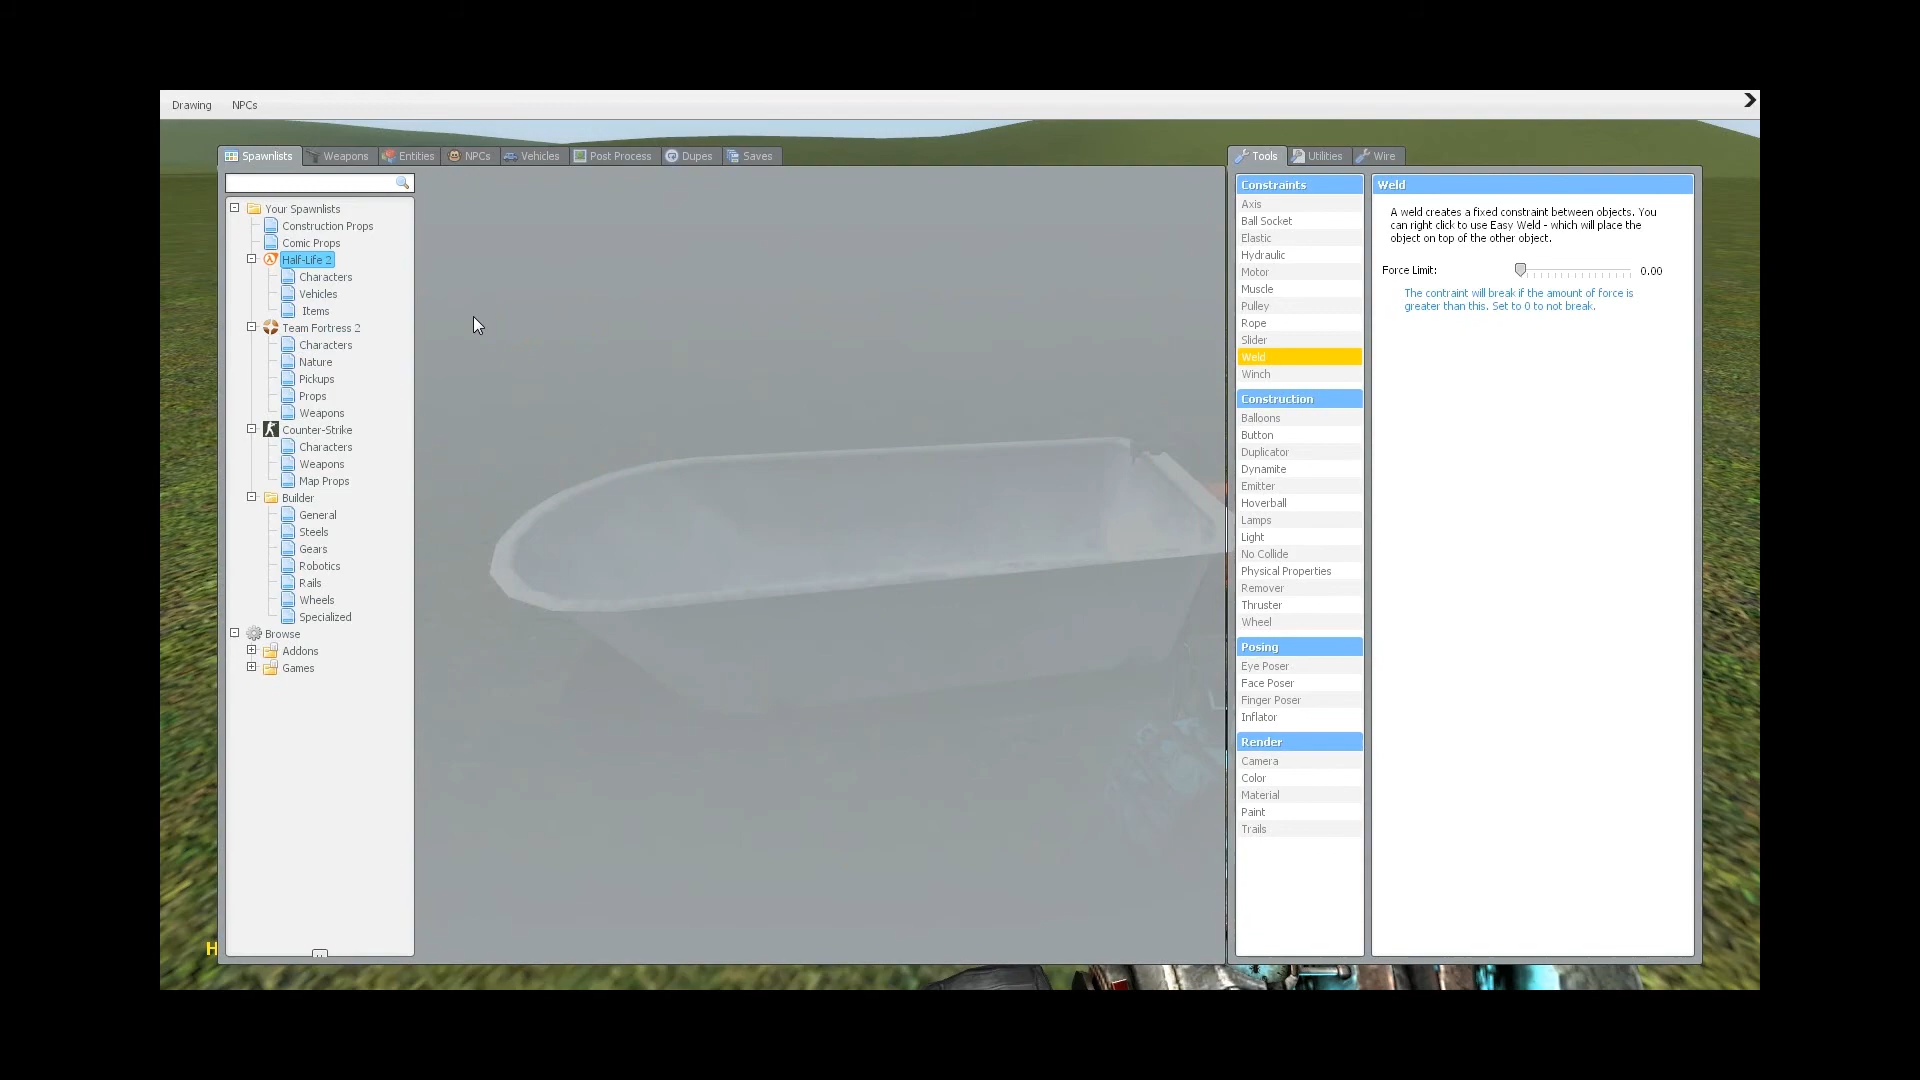 Drawing NPCs
Spawnlists Weapons Entities NPCs Vehicles Post Process Dupes Saves
Your Spawnlists
Construction Props
Comic Props
Half-Life 2
Characters
Vehicles
Items
Team Fortress 2
Characters
Nature
Pickups
Props
Weapons
Counter-Strike
Characters
Weapons
Map Props
Builder
General
Steels
Gears
Robotics
Rails
Wheels
Specialized
Browse
Addons
Games
H
Tools Utilities Wire
Constraints
Axis
Ball Socket
Elastic
Hydraulic
Motor
Muscle
Pulley
Rope
Slider
Weld
Winch
Construction
Balloons
Button
Duplicator
Dynamite
Emitter
Hoverball
Lamps
Light
No Collide
Physical Properties
Remover
Thruster
Wheel
Posing
Eye Poser
Face Poser
Finger Poser
Inflator
Render
Camera
Color
Material
Paint
Trails
Weld
A weld creates a fixed constraint between objects. You
can right click to use Easy Weld - which will place the
object on top of the other object.
Force Limit: 0.00
The contraint will break if the amount of force is
greater than this. Set to 0 to not break.